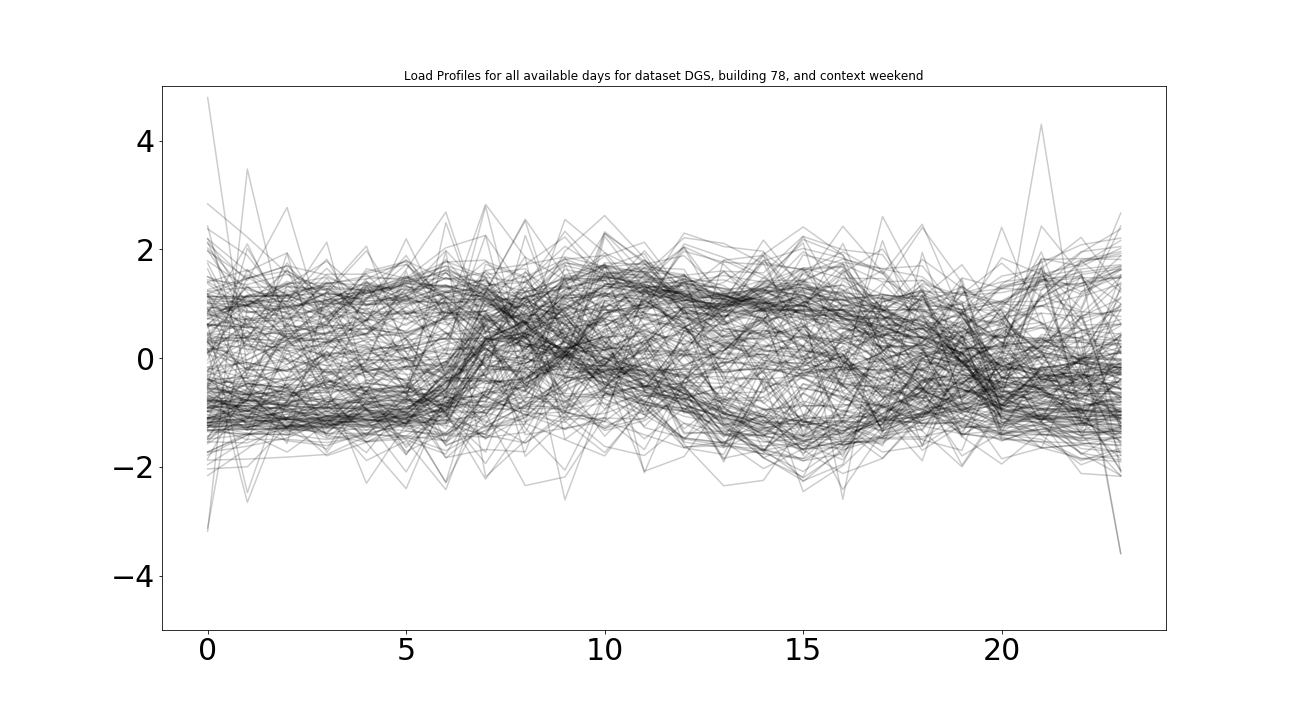 Load Profiles for all available days for dataset DGS, building 78, and context weekend
4
2
0
−2
−4
0 5 10 15 20